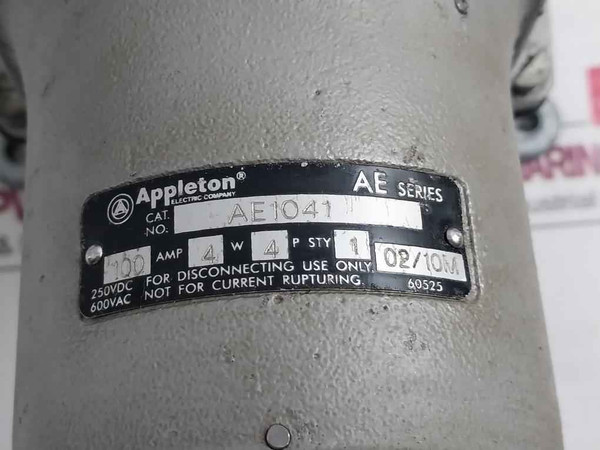 Appleton® AE SERIES
ELECTRIC COMPANY
CAT. NO. AE1041
100 AMP 4 W 4 P STY 1 02/10M
250VDC FOR DISCONNECTING USE ONLY
600VAC NOT FOR CURRENT RUPTURING. 60525